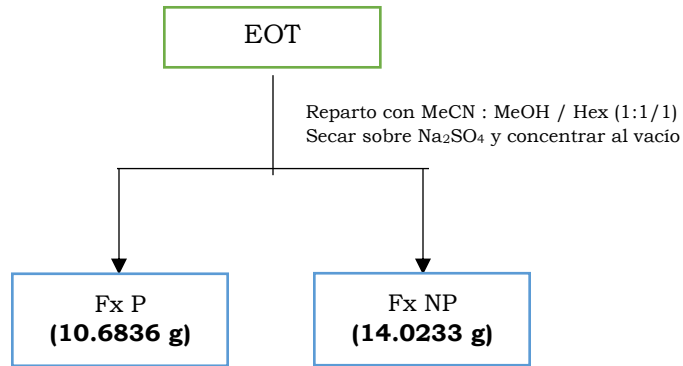 EOT
Reparto con MeCN : MeOH / Hex (1:1/1)
Secar sobre Na₂SO₄ y concentrar al vacío
Fx P
(10.6836 g)
Fx NP
(14.0233 g)